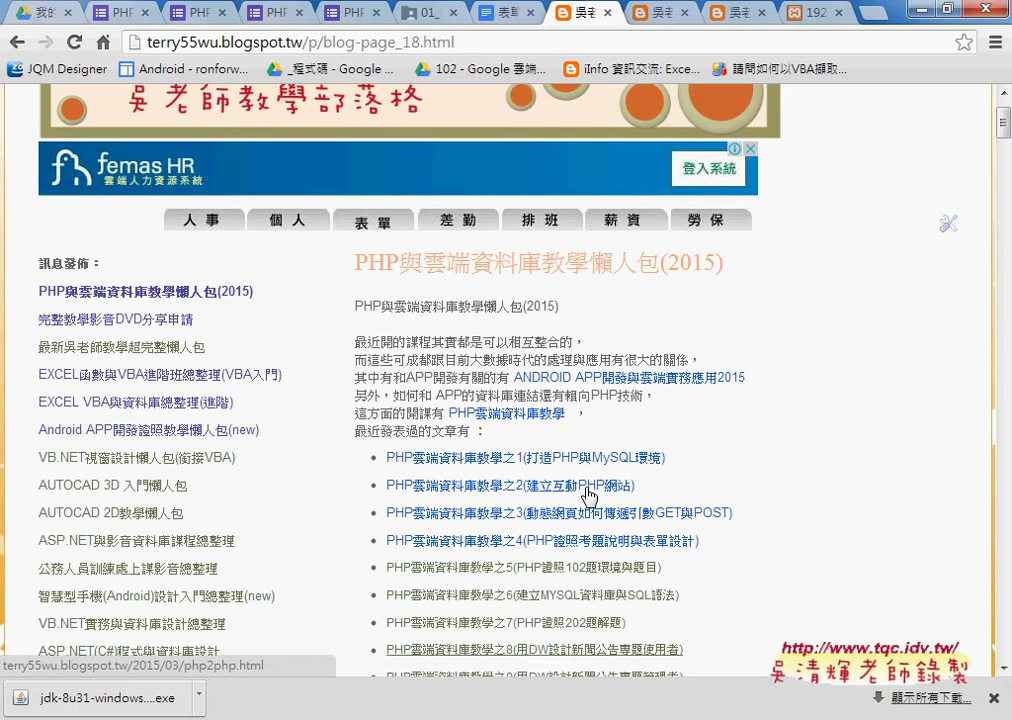 我的
PHP
PHP
PHP
PHP
01_
表單
吳老
吳老
吳老
192
terry55wu.blogspot.tw/p/blog-page_18.html
JQM Designer
Android - ronforw...
_程式碼 - Google ...
102 - Google 雲端...
iInfo 資訊交流: Exce...
請問如何以VBA擷取...
吳老師教學部落格
femas HR
雲端人力資源系統
登入系統
人事
個人
表單
差勤
排班
薪資
勞保
訊息發佈：
PHP與雲端資料庫教學懶人包(2015)
完整教學影音DVD分享申請
最新吳老師教學超完整懶人包
EXCEL函數與VBA進階班總整理(VBA入門)
EXCEL VBA與資料庫總整理(進階)
Android APP開發證照教學懶人包(new)
VB.NET視窗設計懶人包(銜接VBA)
AUTOCAD 3D 入門懶人包
AUTOCAD 2D教學懶人包
ASP.NET與影音資料庫課程總整理
公務人員訓練處上課影音總整理
智慧型手機(Android)設計入門總整理(new)
VB.NET實務與資料庫設計總整理
ASP.NET(C#)程式與資料庫設計
PHP與雲端資料庫教學懶人包(2015)
PHP與雲端資料庫教學懶人包(2015)
最近開的課程其實都是可以相互整合的，
而這些可成都跟目前大數據時代的處理與應用有很大的關係，
其中有和APP開發有關的有 ANDROID APP開發與雲端實務應用2015
另外，如何和 APP的資料庫連結還有賴向PHP技術，
這方面的開課有 PHP雲端資料庫教學 ，
最近發表過的文章有 ：
• PHP雲端資料庫教學之1(打造PHP與MySQL環境)
• PHP雲端資料庫教學之2(建立互動PHP網站)
• PHP雲端資料庫教學之3(動態網頁如何傳遞引數GET與POST)
• PHP雲端資料庫教學之4(PHP證照考題說明與表單設計)
• PHP雲端資料庫教學之5(PHP證照102題環境與題目)
• PHP雲端資料庫教學之6(建立MYSQL資料庫與SQL語法)
• PHP雲端資料庫教學之7(PHP證照202題解題)
• PHP雲端資料庫教學之8(用DW設計新聞公告專題使用者)
terry55wu.blogspot.tw/2015/03/php2php.html
http://www.tqc.idv.tw/
吳清輝老師錄製
jdk-8u31-windows....exe
顯示所有下載...